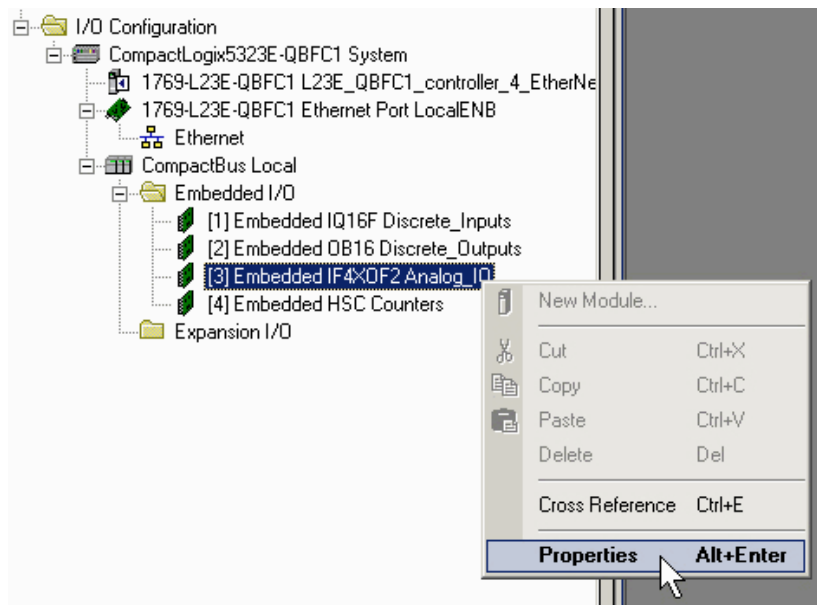 I/O Configuration
CompactLogix5323E-QBFC1 System
1769-L23E-QBFC1 L23E_QBFC1_controller_4_EtherNe
1769-L23E-QBFC1 Ethernet Port LocalENB
Ethernet
CompactBus Local
Embedded I/O
[1] Embedded IQ16F Discrete_Inputs
[2] Embedded OB16 Discrete_Outputs
[3] Embedded IF4XOF2 Analog_IO
[4] Embedded HSC Counters
Expansion I/O
New Module...
Cut Ctrl+X
Copy Ctrl+C
Paste Ctrl+V
Delete Del
Cross Reference Ctrl+E
Properties Alt+Enter